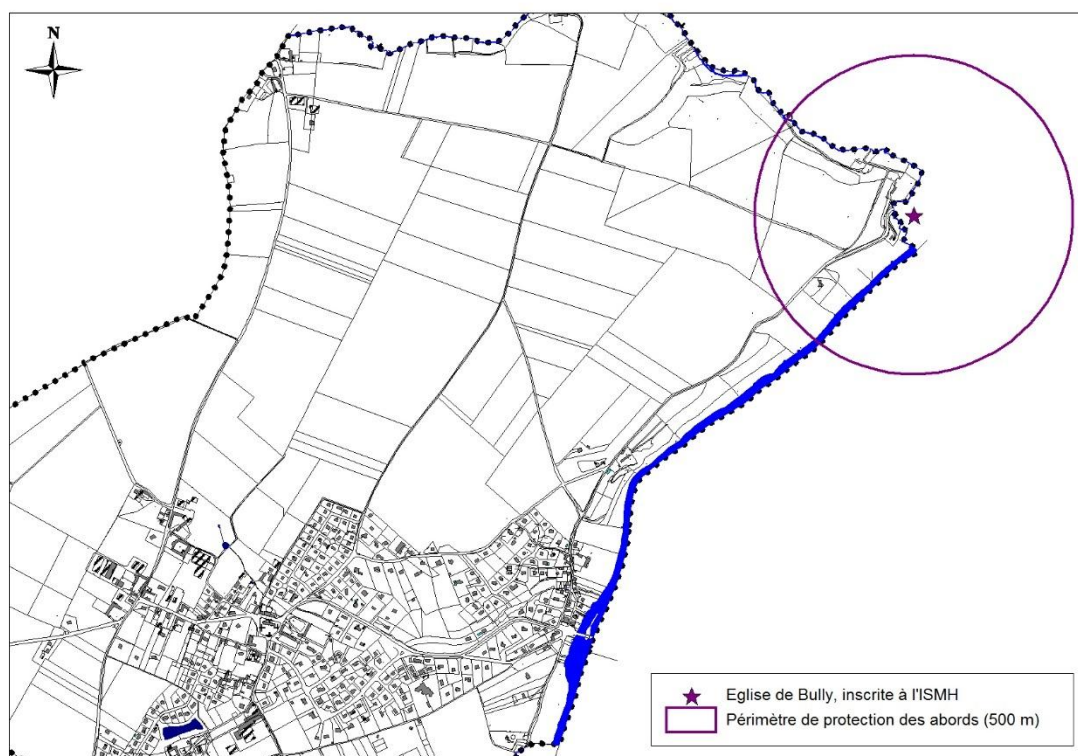 N
Eglise de Bully, inscrite à l'ISMH
Périmètre de protection des abords (500 m)